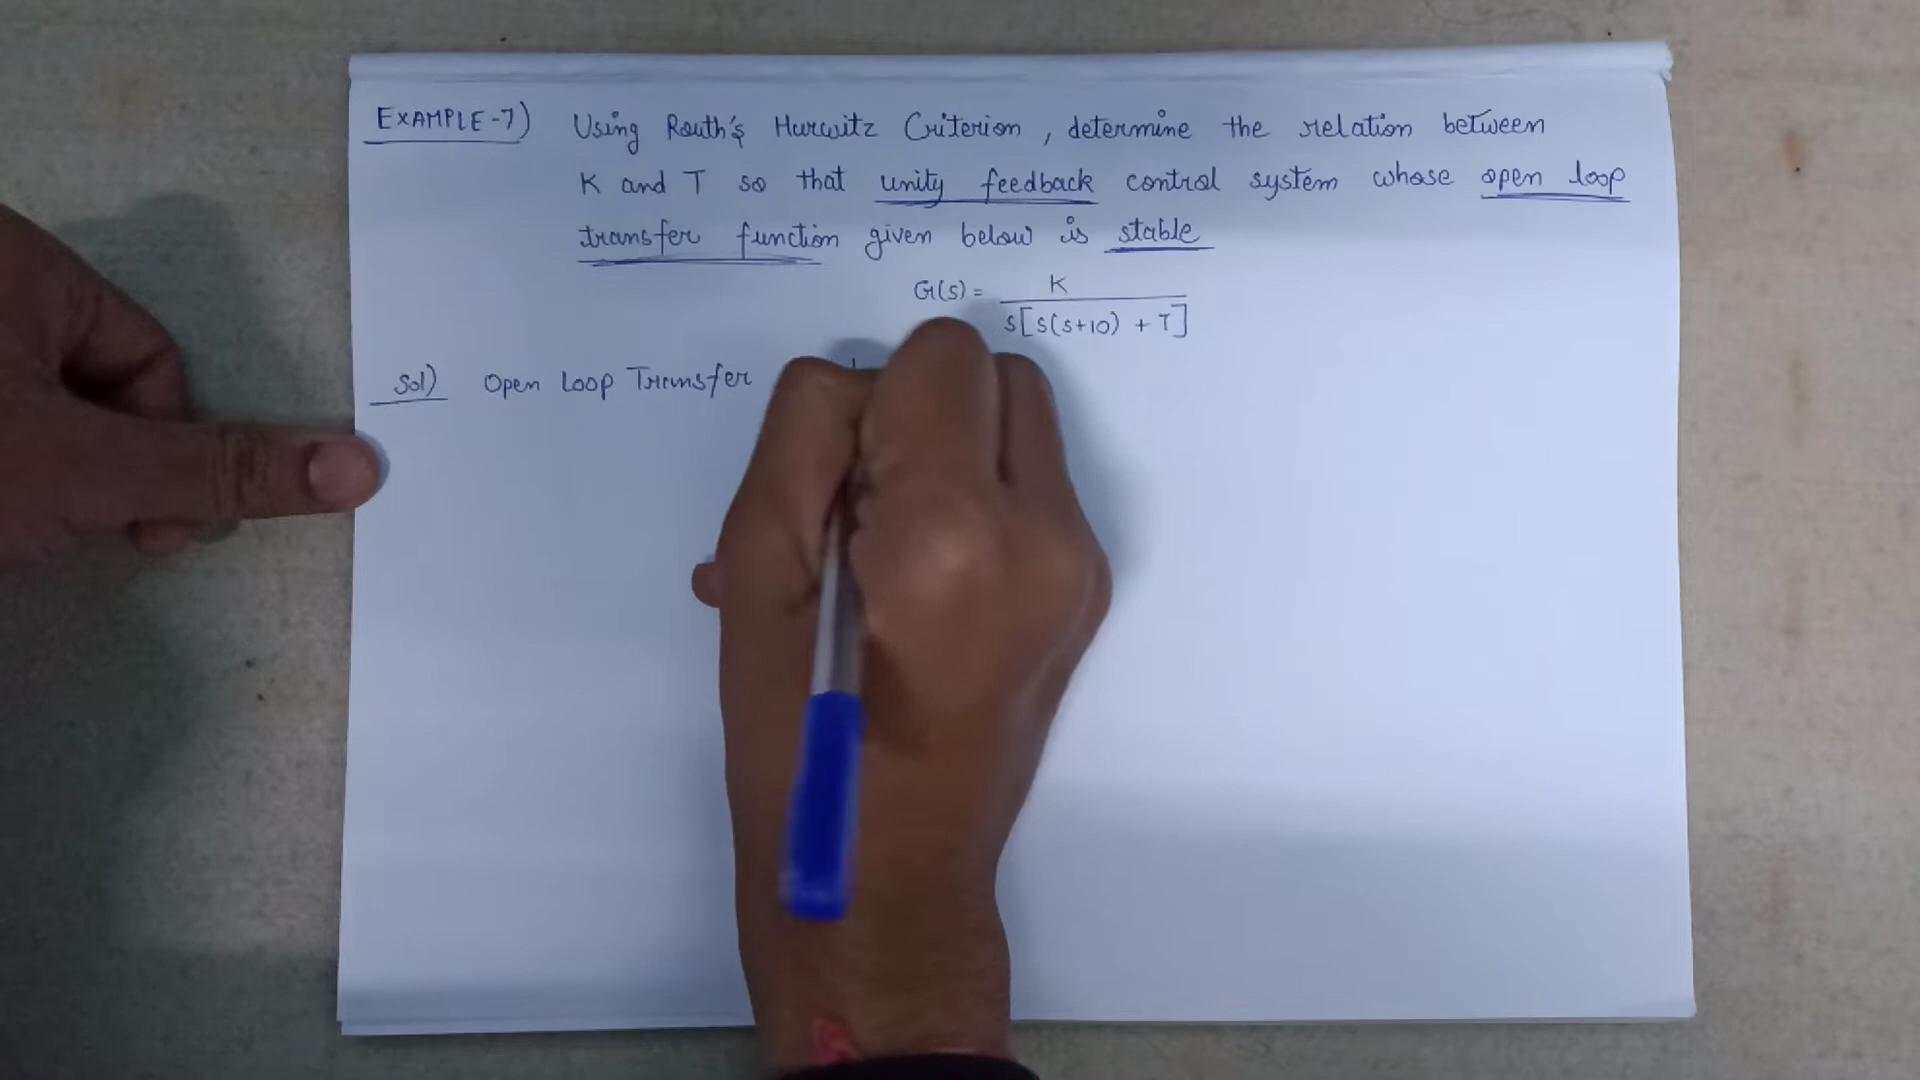 EXAMPLE-7) Using Routh's Hurwitz Criterion, determine the relation between
K and T so that unity feedback control system whose open loop
transfer function given below is stable
G(s) = K
s[s(s+10) + T]
Sol) Open Loop Transfer